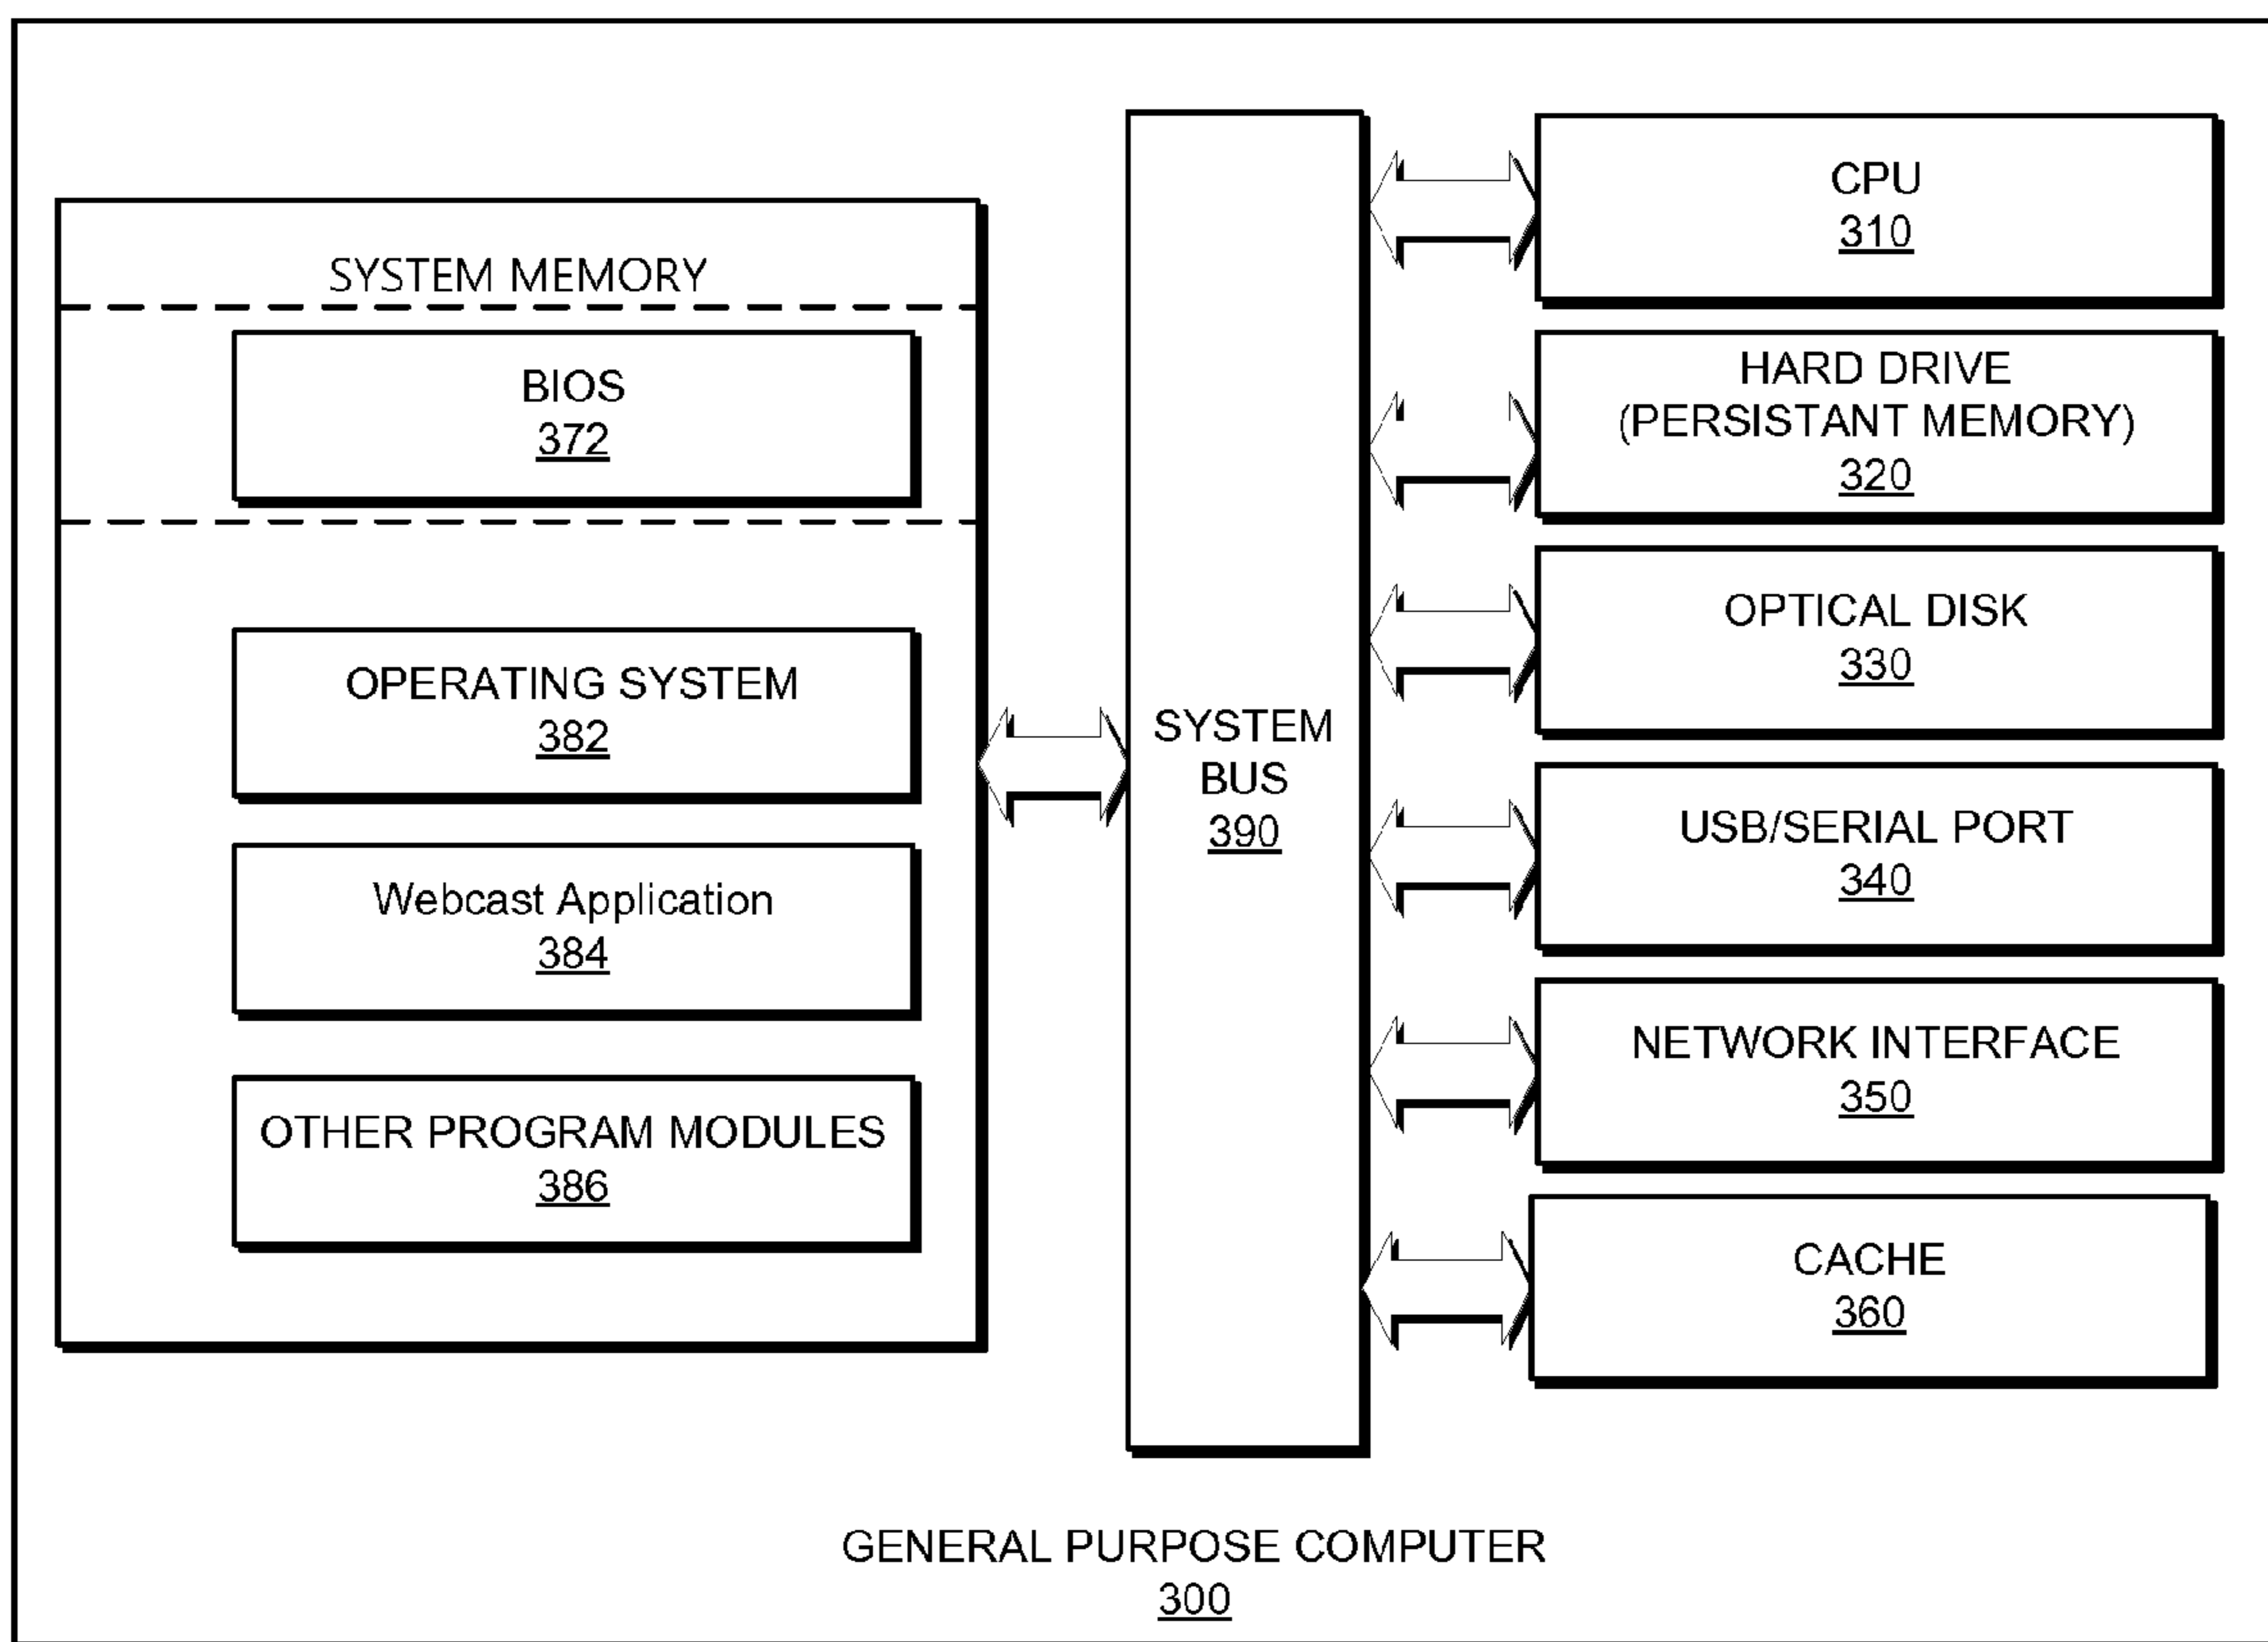 SYSTEM MEMORY
BIOS
372
OPERATING SYSTEM
382
Webcast Application
384
OTHER PROGRAM MODULES
386
SYSTEM
BUS
390
CPU
310
HARD DRIVE
(PERSISTANT MEMORY)
320
OPTICAL DISK
330
USB/SERIAL PORT
340
NETWORK INTERFACE
350
CACHE
360
GENERAL PURPOSE COMPUTER
300